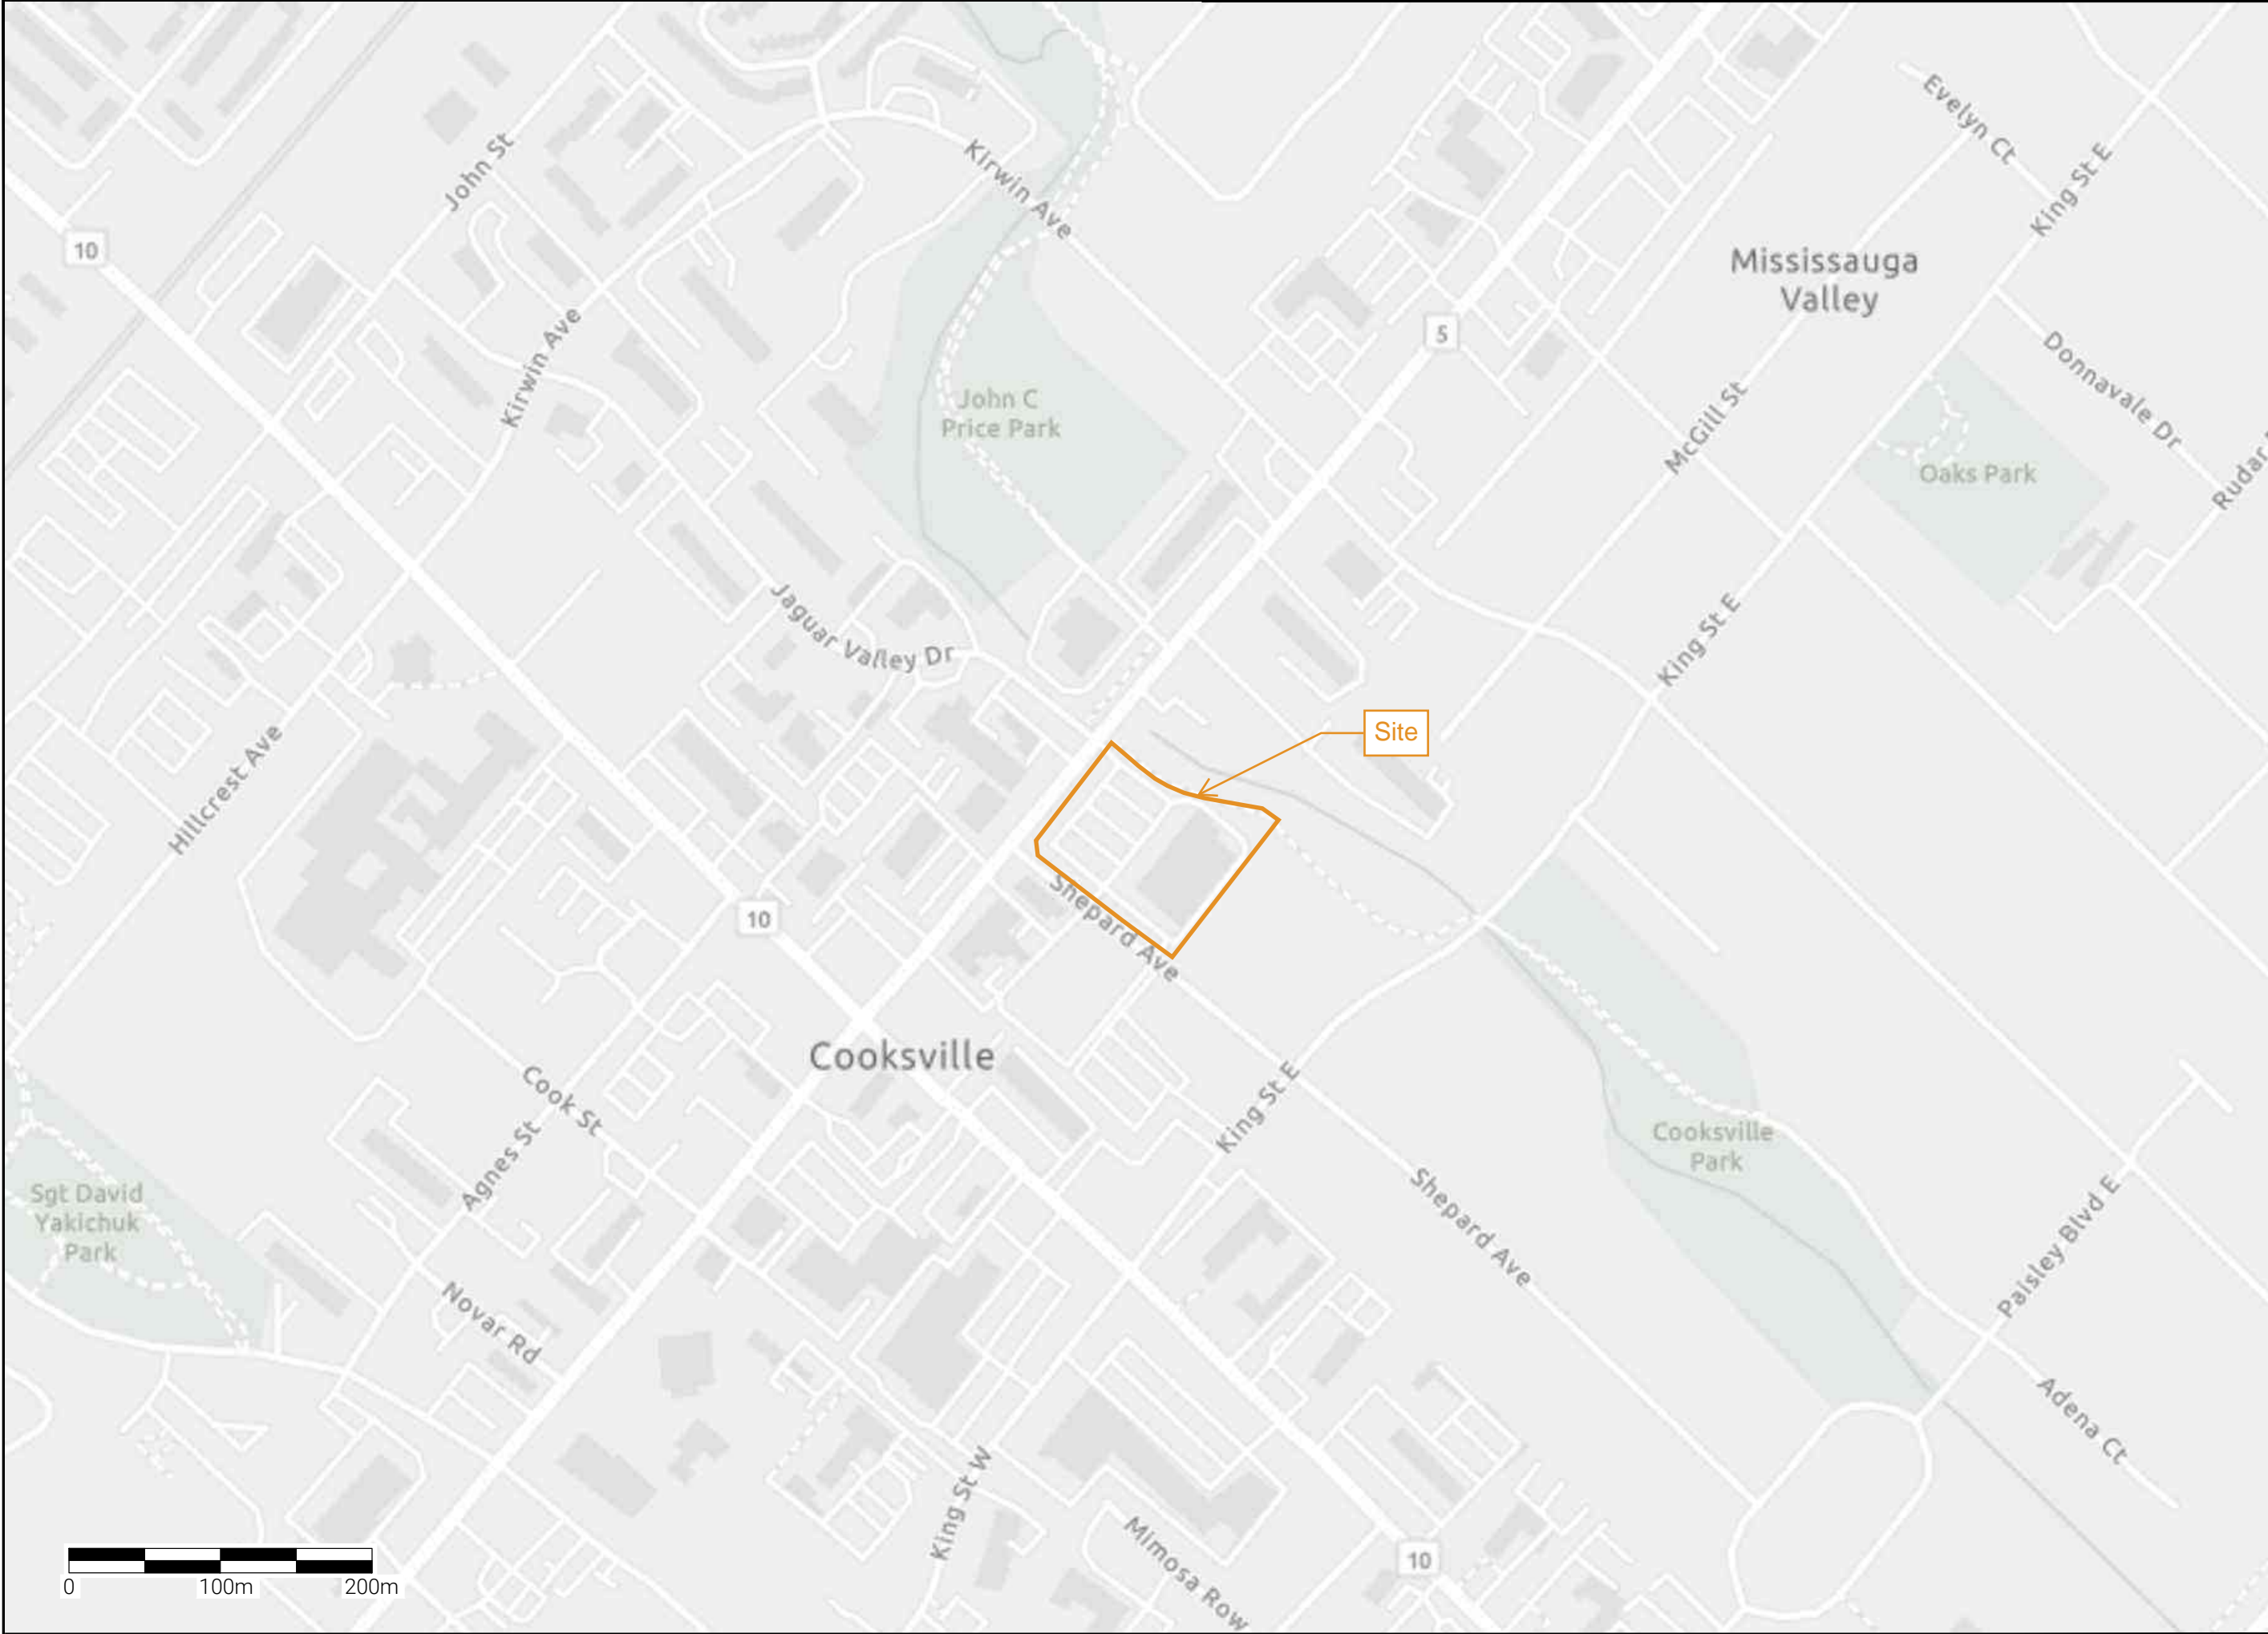 Evelyn Ct
John St
Kirwin Ave
King St E
10
Mississauga
Valley
5
Kirwin Ave
Donnavale Dr
John C
Price Park
McGill St
Oaks Park
Jaguar Valley Dr
King St E
Site
Hillcrest Ave
Shepard Ave
10
Cooksville
Cook St
King St E
Agnes St
Cooksville
Park
Sgt David
Yakichuk
Park
Shepard Ave
Paisley Blvd E
Novar Rd
Adena Ct
King St W
Mimosa Row
10
0
100m
200m